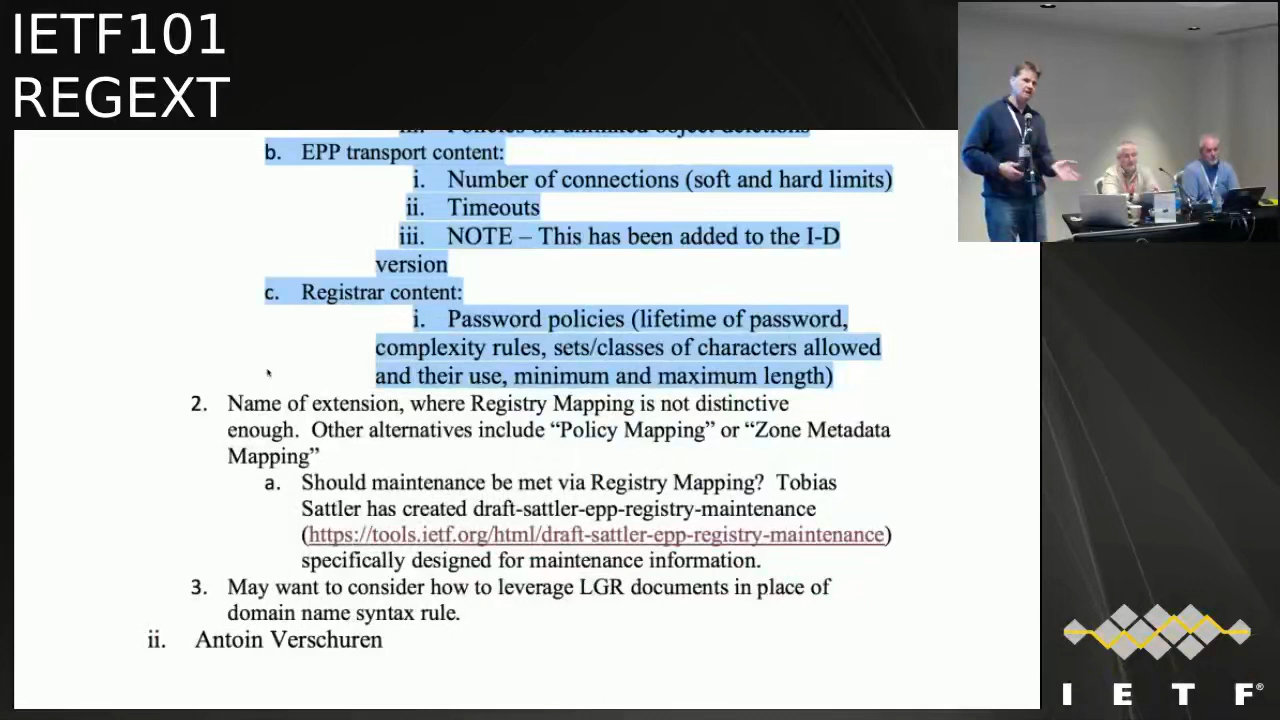 IETF101
REGEXT
iii. Policies on unlinked object deletions
b. EPP transport content:
i. Number of connections (soft and hard limits)
ii. Timeouts
iii. NOTE – This has been added to the I-D
version
c. Registrar content:
i. Password policies (lifetime of password,
complexity rules, sets/classes of characters allowed
and their use, minimum and maximum length)
2. Name of extension, where Registry Mapping is not distinctive
enough. Other alternatives include “Policy Mapping” or “Zone Metadata
Mapping”
a. Should maintenance be met via Registry Mapping? Tobias
Sattler has created draft-sattler-epp-registry-maintenance
(https://tools.ietf.org/html/draft-sattler-epp-registry-maintenance)
specifically designed for maintenance information.
3. May want to consider how to leverage LGR documents in place of
domain name syntax rule.
ii. Antoin Verschuren
I E T F®